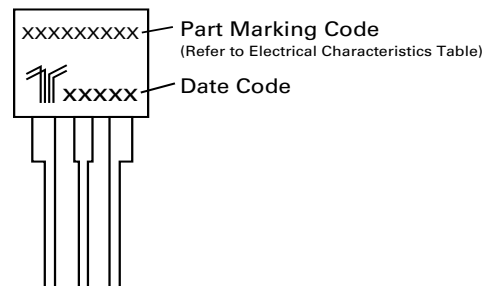 xxxxxxxxx
Part Marking Code
(Refer to Electrical Characteristics Table)
xxxxx
Date Code